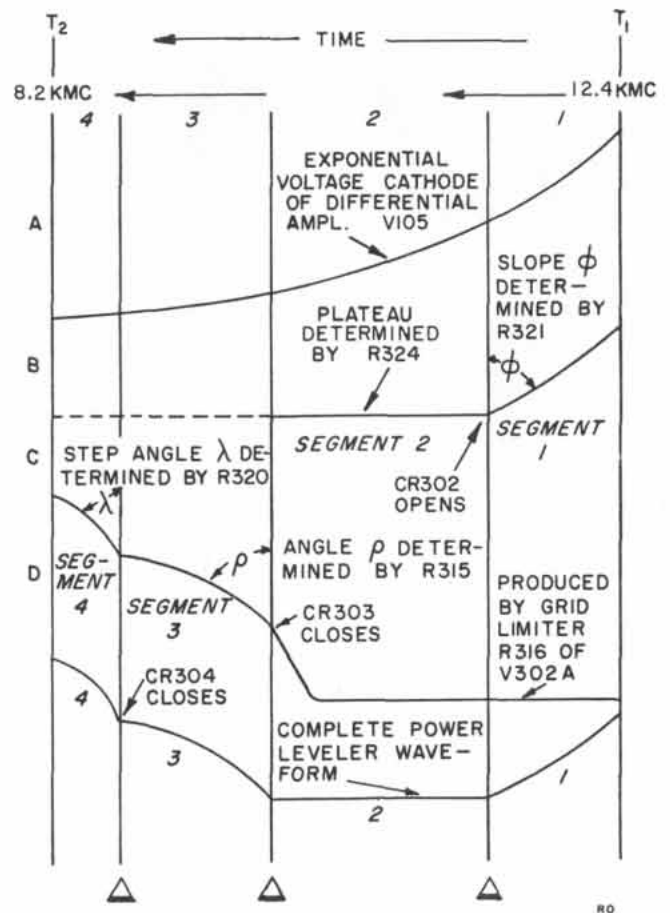 T2
T1
TIME
8.2 KMC
12.4 KMC
4
3
2
1
EXPONENTIAL
VOLTAGE CATHODE
OF DIFFERENTIAL
AMPL. V105
A
SLOPE ϕ
DETER-
MINED BY
R321
PLATEAU
DETERMINED
BY R324
B
ϕ
SEGMENT 2
SEGMENT
1
C
STEP ANGLE λ DE-
TERMINED BY R320
CR302
OPENS
λ
D
ANGLE ρ DETER-
MINED BY R315
ρ
SEG-
MENT
4
SEGMENT
3
PRODUCED
BY GRID
LIMITER
R316 OF
V302A
CR303
CLOSES
CR304
CLOSES
4
3
COMPLETE POWER
LEVELER WAVE-
FORM
2
1
RO